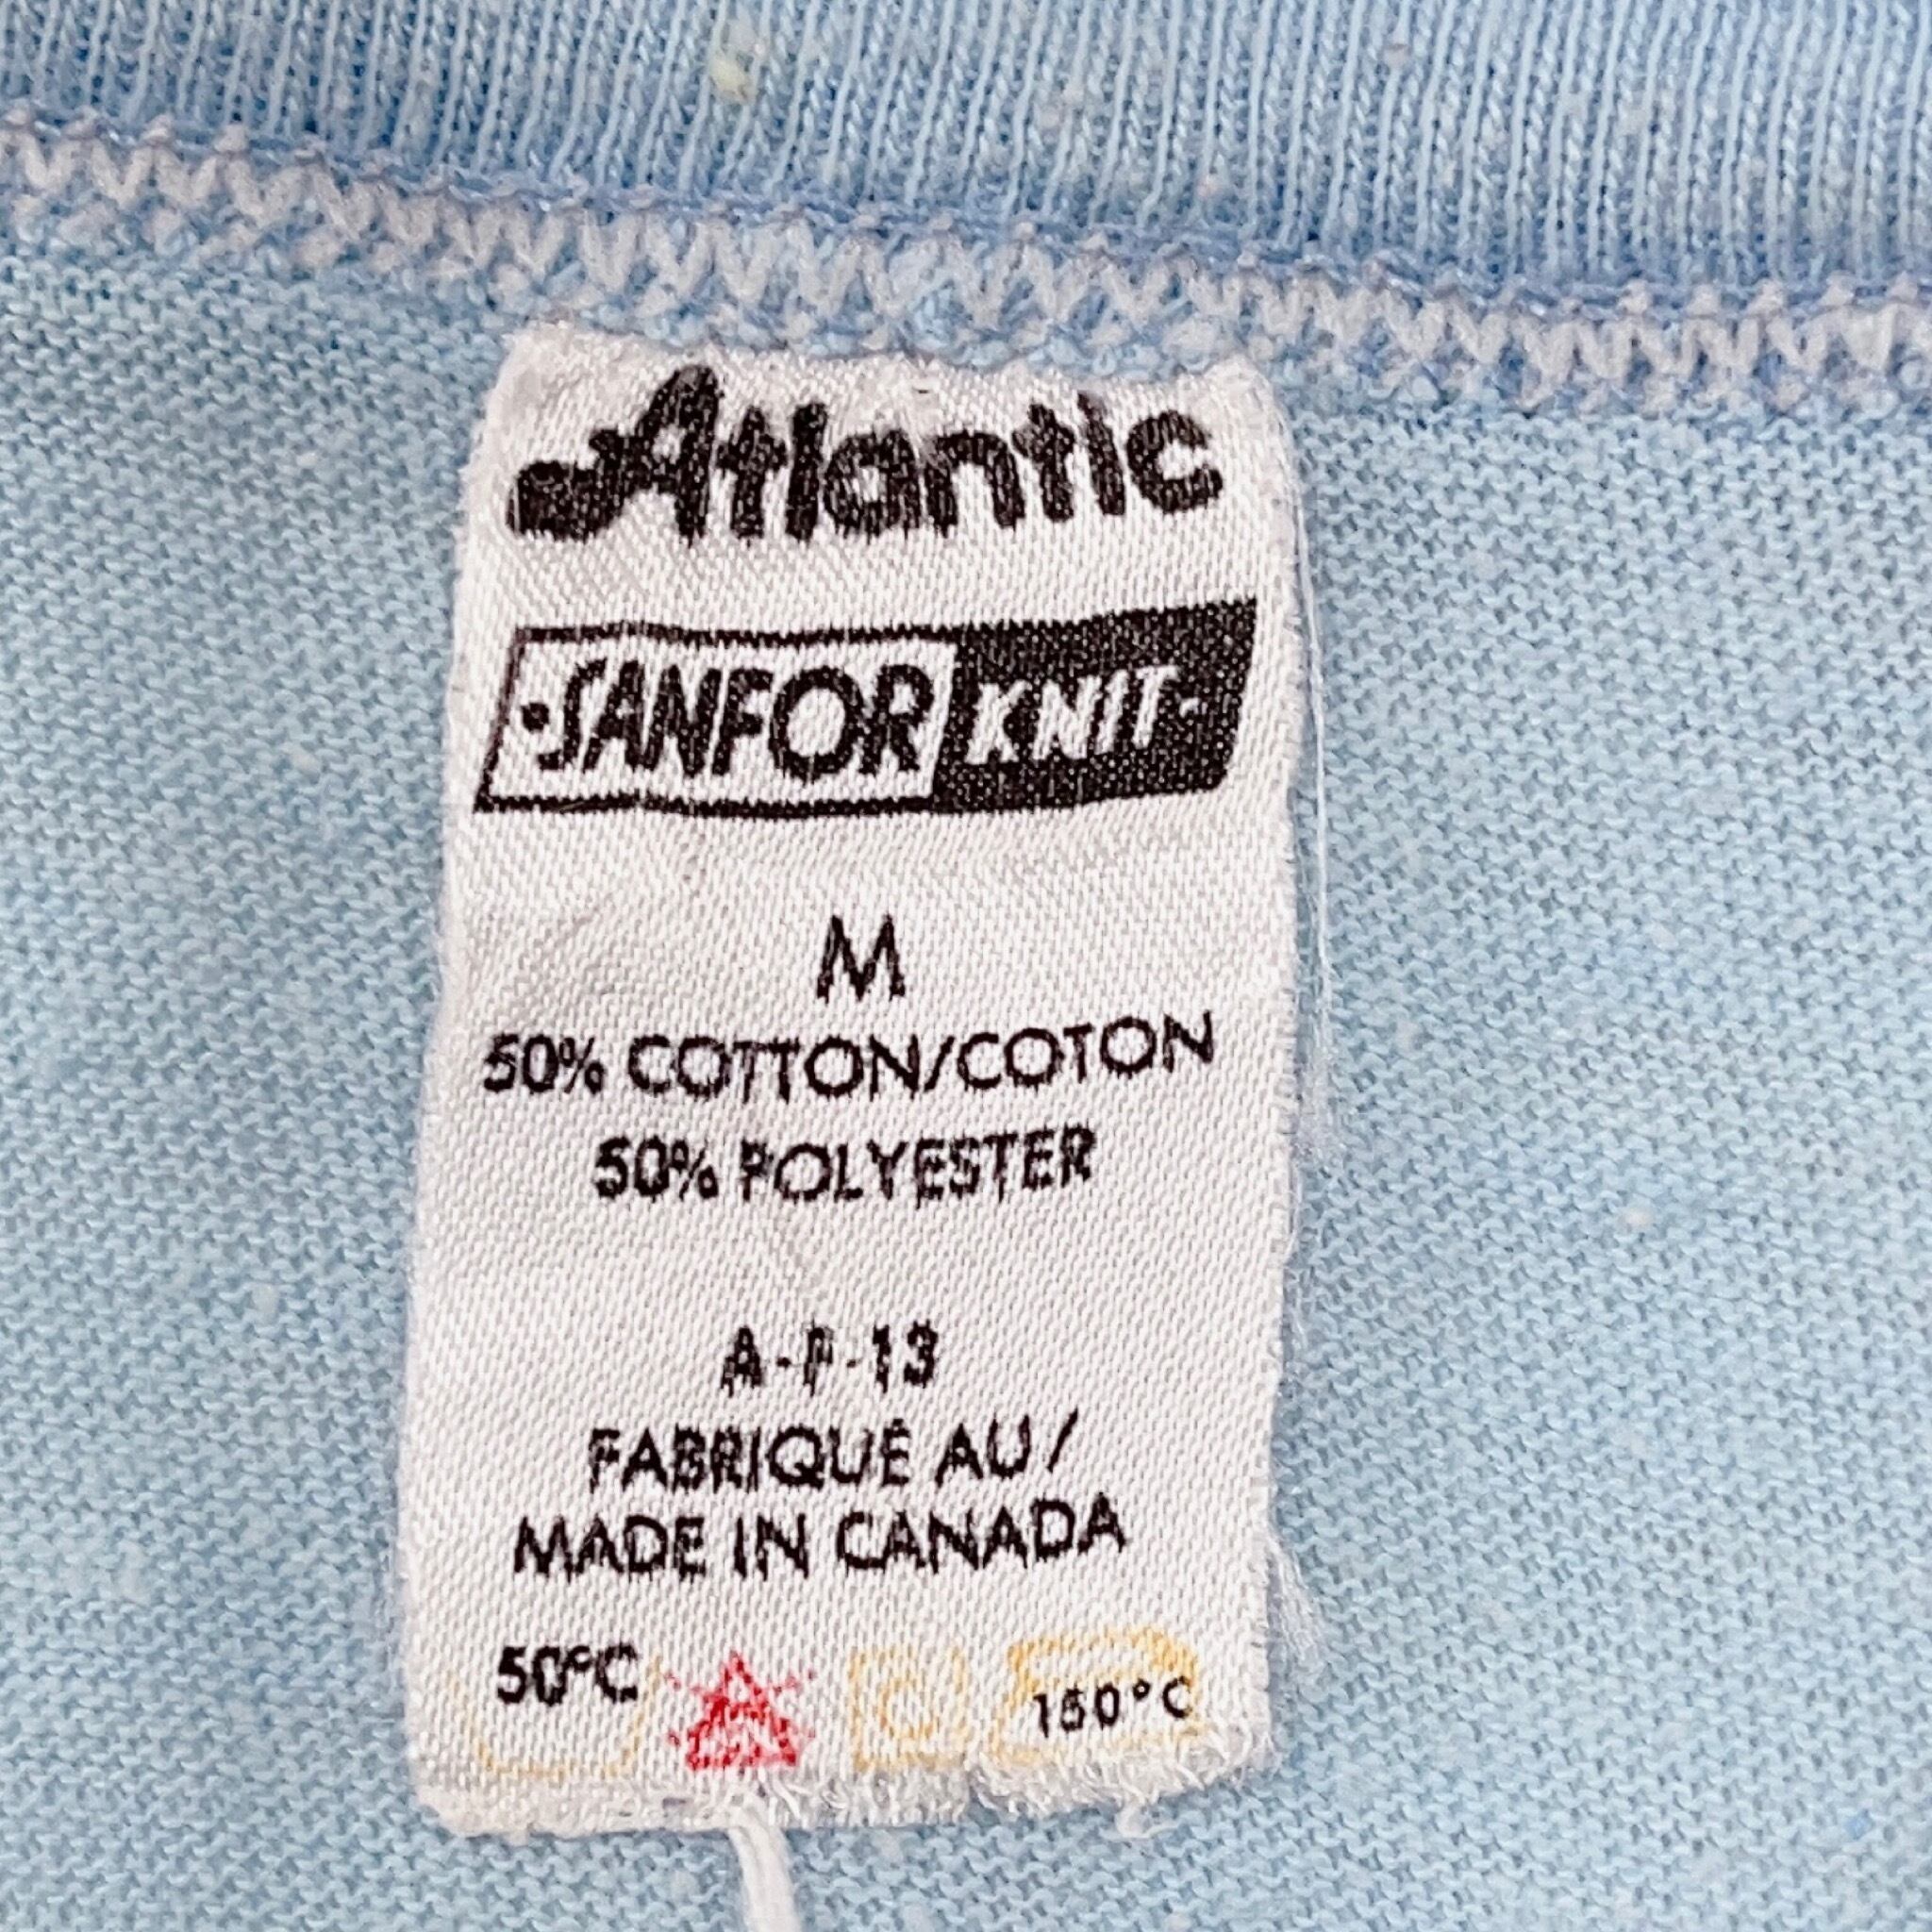 Atlantic
·SANFOR KNIT·
M
50% COTTON/COTON
50% POLYESTER
A-P-13
FABRIQUÉ AU/
MADE IN CANADA
50°C 150°C